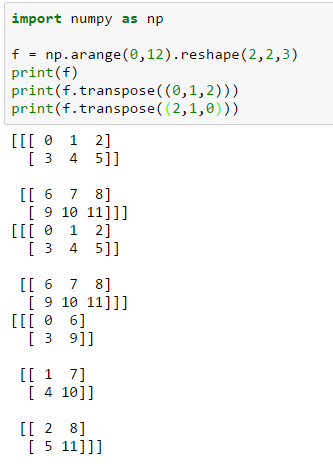 import numpy as np
f = np.arange(0,12).reshape(2,2,3)
print(f)
print(f.transpose((0,1,2)))
print(f.transpose((2,1,0)))
[[[ 0  1  2]
  [ 3  4  5]]
 [[ 6  7  8]
  [ 9 10 11]]]
[[[ 0  1  2]
  [ 3  4  5]]
 [[ 6  7  8]
  [ 9 10 11]]]
[[[ 0  6]
  [ 3  9]]
 [[ 1  7]
  [ 4 10]]
 [[ 2  8]
  [ 5 11]]]